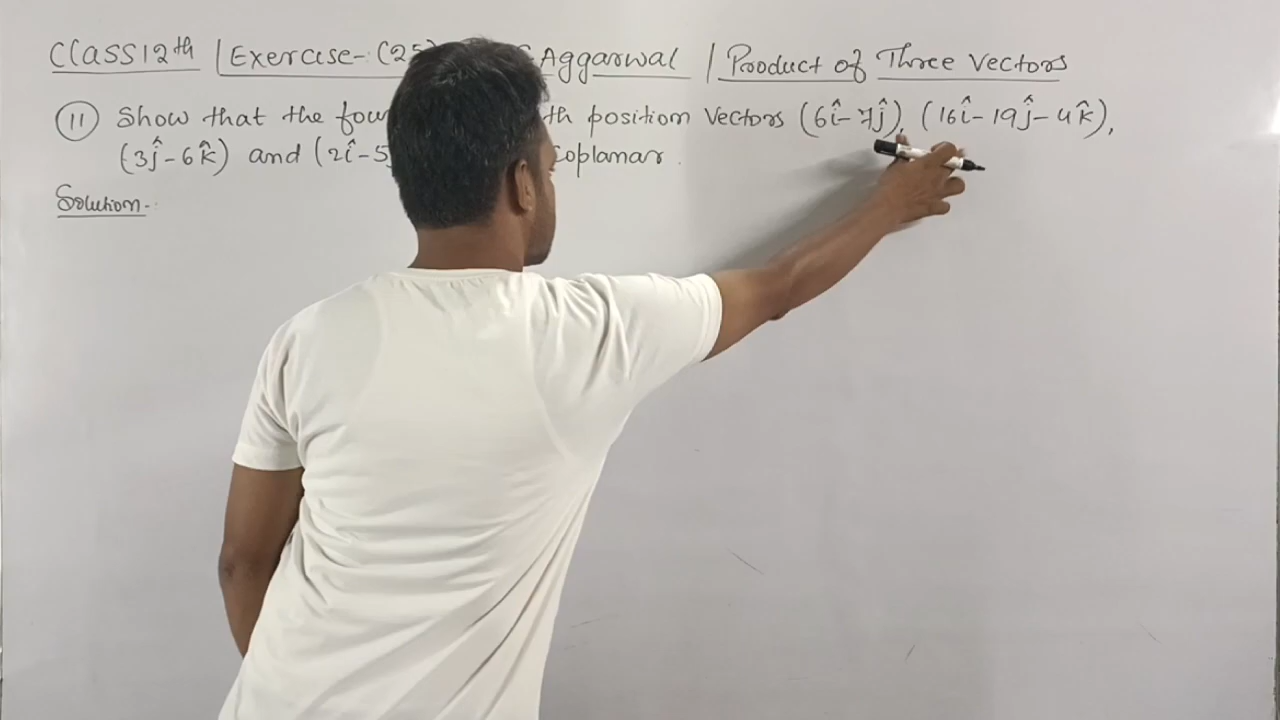 Class 12th | Exercise-:(25) Aggarwal | Product of Three Vectors
(11) Show that the fou th position vectors (6î-7ĵ), (16î-19ĵ-4k̂),
(3ĵ-6k̂) and (2î-5 coplanar.
Solution-: